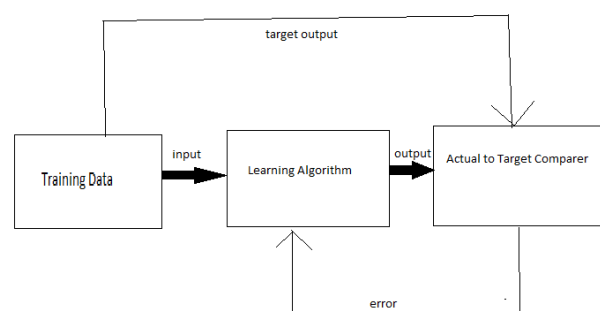 target output
input
output
Training Data
Learning Algorithm
Actual to Target Comparer
error